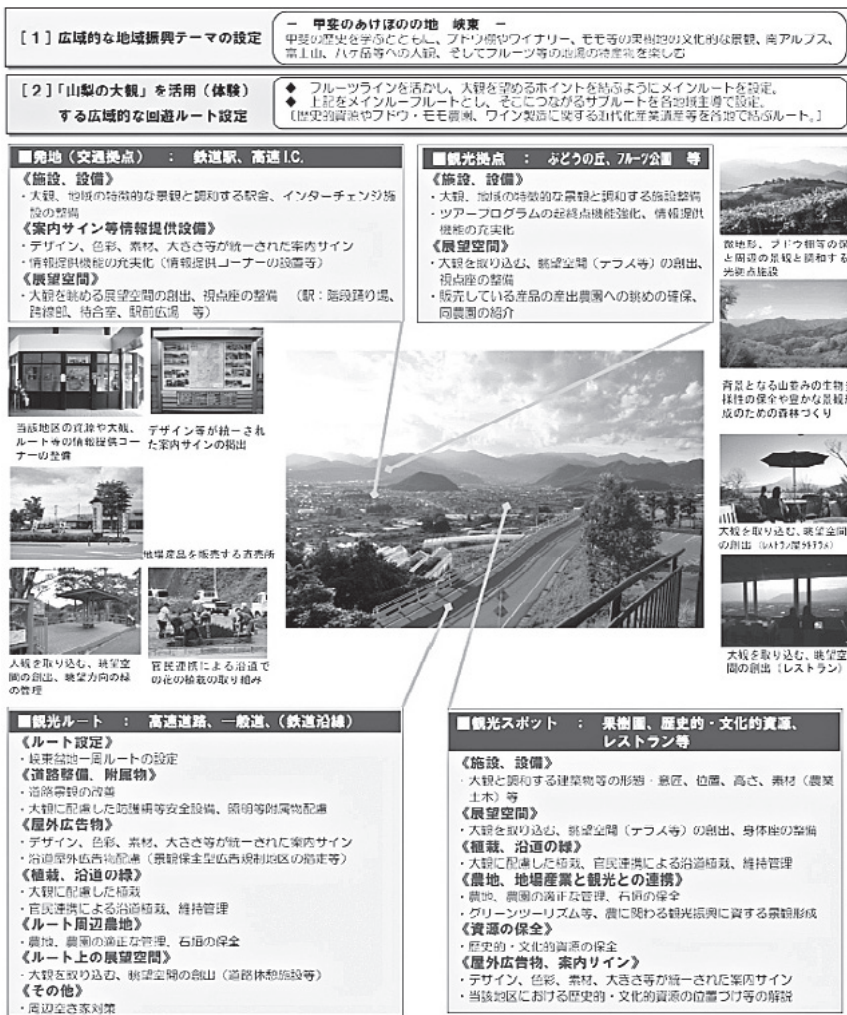 [1] 広域的な地域振興テーマの設定
－ 甲斐のあけぼのの地 峡東 －
甲斐の歴史を学ぶとともに、ブドウ棚やワイナリー、モモ等の果樹地の文化的な景観、南アルプス、
富士山、八ヶ岳等への大観、そしてフルーツ等の地場の特産物を楽しむ
[2]「山梨の大観」を活用（体験）
する広域的な回遊ルート設定
◆ フルーツラインを活かし、大観を望めるポイントを結ぶようにメインルートを設定。
◆ 上記をメインルーフルートとし、そこにつながるサブルートを各地域主導で設定。
［歴史的資源やブドウ・モモ農園、ワイン製造に関する近代化産業遺産等を各地で結ぶルート。］
■発地（交通拠点） ： 鉄道駅、高速I.C.
《施設、設備》
・大観、地域の特徴的な景観と調和する駅舎、インターチェンジ施
設の整備
《案内サイン等情報提供設備》
・デザイン、色彩、素材、大きさ等が統一された案内サイン
・情報提供機能の充実化（情報提供コーナーの設置等）
《展望空間》
・大観を眺める展望空間の創出、視点座の整備 （駅：階段踊り場、
跨線部、待合室、駅前広場 等）
■観光拠点 ： ぶどうの丘、フルーツ公園 等
《施設、設備》
・大観、地域の特徴的な景観と調和する施設整備
・ツアープログラムの起終点機能強化、情報提供
機能の充実化
《展望空間》
・大観を取り込む、眺望空間（テラス等）の創出、
視点座の整備
・販売している産品の産出農園への眺めの確保、
同農園の紹介
微地形、ブドウ棚等の保
と周辺の景観と調和する
光拠点施設
背景となる山並みの生物多
様性の保全や豊かな景観形
成のための森林づくり
大観を取り込む、眺望空間
の創出
大観を取り込む、眺望空
間の創出（レストラン）
当該地区の資源や大観、
ルート等の情報提供コー
ナーの整備
デザイン等が統一され
た案内サインの掲出
地場産品を販売する直売所
大観を取り込む、眺望空
間の創出、眺望方向の緑
の管理
官民連携による沿道で
の花の植栽の取り組み
■観光ルート ： 高速道路、一般道、（鉄道沿線）
《ルート設定》
・峡東盆地一周ルートの設定
《道路整備、附属物》
・道路景観の改善
・大観に配慮した防護柵等安全設備、照明等附属物配慮
《屋外広告物》
・デザイン、色彩、素材、大きさ等が統一された案内サイン
・沿道屋外広告物配慮（景観保全型広告規制地区の指定等）
《植栽、沿道の緑》
・大観に配慮した植栽
・官民連携による沿道植栽、維持管理
《ルート周辺農地》
・農地、農園の適正な管理、石垣の保全
《ルート上の展望空間》
・大観を取り込む、眺望空間の創出（道路休憩施設等）
《その他》
・周辺空き家対策
■観光スポット ： 果樹園、歴史的・文化的資源、
レストラン等
《施設、設備》
・大観と調和する建築物等の形態・意匠、位置、高さ、素材（農業
土木）等
《展望空間》
・大観を取り込む、眺望空間（テラス等）の創出、身体座の整備
《植栽、沿道の緑》
・大観に配慮した植栽、官民連携による沿道植栽、維持管理
《農地、地場産業と観光との連携》
・農地、農園の適正な管理、石垣の保全
・グリーンツーリズム等、農に関わる観光振興に資する景観形成
《資源の保全》
・歴史的・文化的資源の保全
《屋外広告物、案内サイン》
・デザイン、色彩、素材、大きさ等が統一された案内サイン
・当該地区における歴史的・文化的資源の位置づけ等の解説